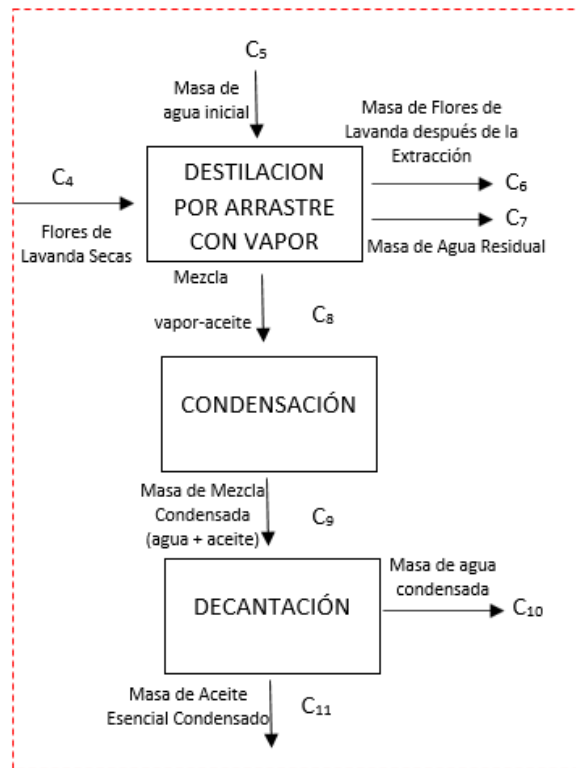 C₅
Masa de
agua inicial
Masa de Flores de
Lavanda después de la
Extracción
C₄
DESTILACION
POR ARRASTRE
CON VAPOR
C₆
C₇
Flores de
Lavanda Secas
Masa de Agua Residual
Mezcla
vapor-aceite
C₈
CONDENSACIÓN
Masa de Mezcla
Condensada
(agua + aceite)
C₉
Masa de agua
condensada
DECANTACIÓN
C₁₀
Masa de Aceite
Esencial Condensado
C₁₁